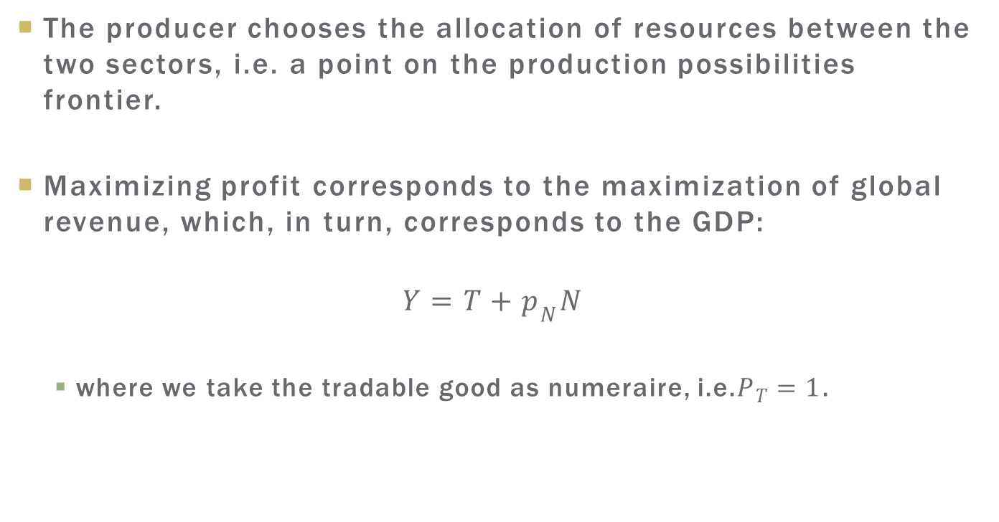 ▪ The producer chooses the allocation of resources between the
two sectors, i.e. a point on the production possibilities
frontier.
▪ Maximizing profit corresponds to the maximization of global
revenue, which, in turn, corresponds to the GDP:
Y = T + p_N N
▪ where we take the tradable good as numeraire, i.e.P_T = 1.